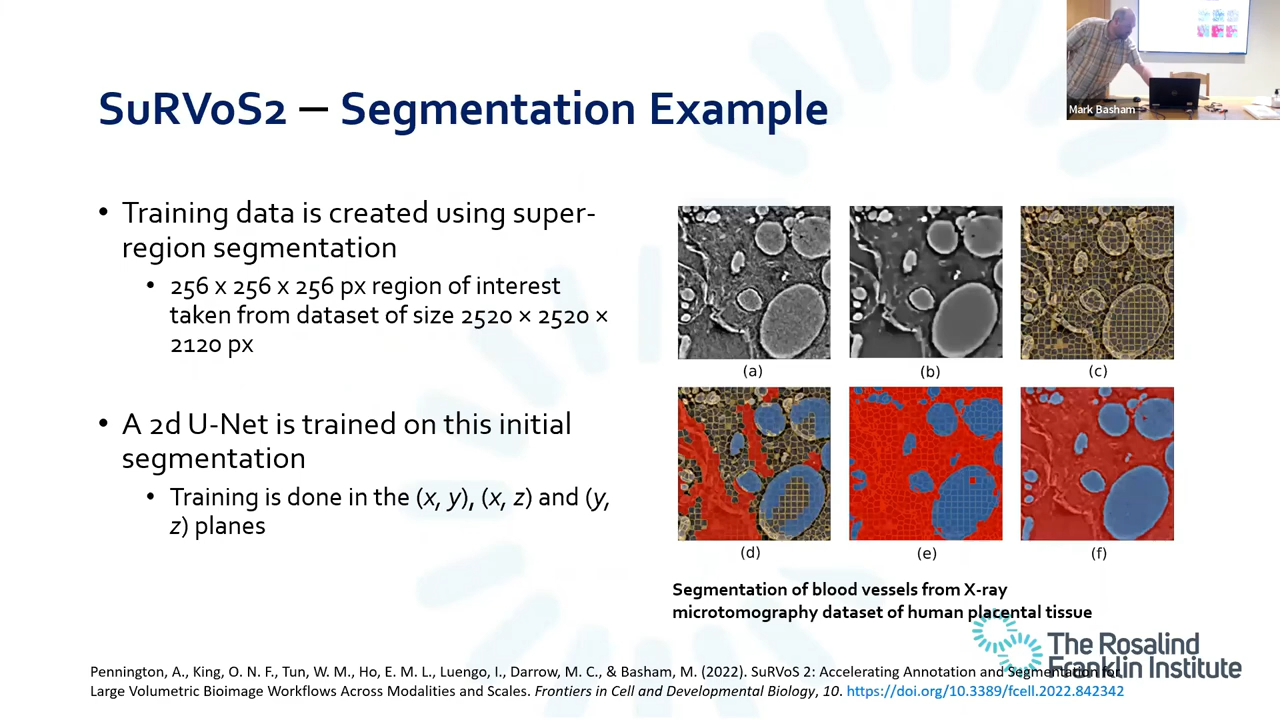 SuRVoS2 – Segmentation Example
Mark Basham
• Training data is created using super-
region segmentation
• 256 x 256 x 256 px region of interest
taken from dataset of size 2520 × 2520 ×
2120 px
• A 2d U-Net is trained on this initial
segmentation
• Training is done in the (x, y), (x, z) and (y,
z) planes
(a)
(b)
(c)
(d)
(e)
(f)
Segmentation of blood vessels from X-ray
microtomography dataset of human placental tissue
The Rosalind
Franklin Institute
Pennington, A., King, O. N. F., Tun, W. M., Ho, E. M. L., Luengo, I., Darrow, M. C., & Basham, M. (2022). SuRVoS 2: Accelerating Annotation and Segmentation for
Large Volumetric Bioimage Workflows Across Modalities and Scales. Frontiers in Cell and Developmental Biology, 10. https://doi.org/10.3389/fcell.2022.842342